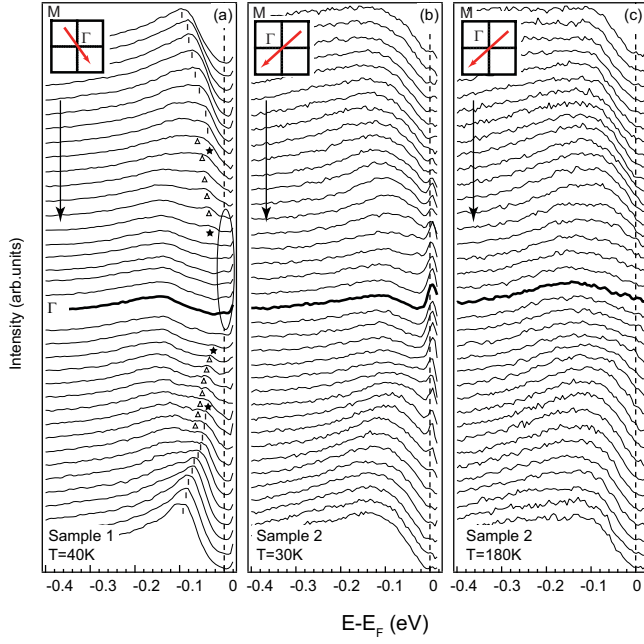 M (a)
Γ
Γ
Sample 1
T=40K
-0.4 -0.3 -0.2 -0.1 0
(b)
Γ
Sample 2
T=30K
-0.4 -0.3 -0.2 -0.1 0
M (c)
Γ
Sample 2
T=180K
-0.4 -0.3 -0.2 -0.1 0
Intensity (arb.units)
E-E_F (eV)